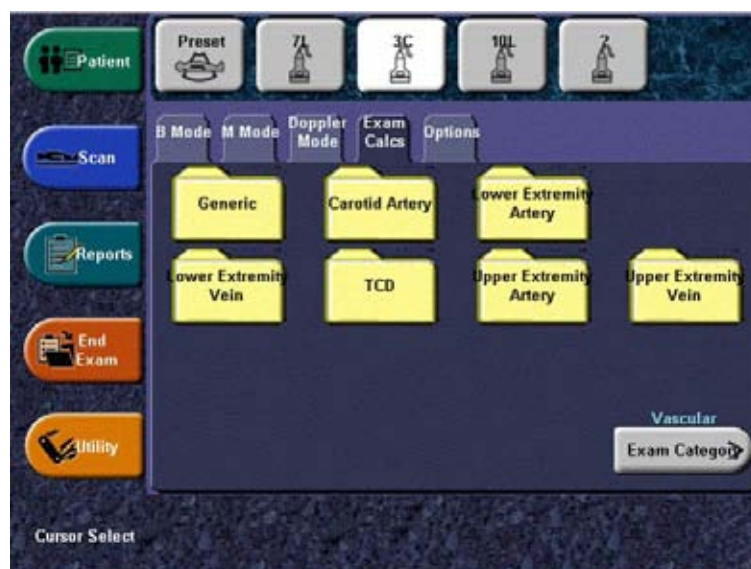 Patient
Preset
7L
3C
10L
2
Scan
B Mode
M Mode
Doppler
Mode
Exam
Calcs
Options
Generic
Carotid Artery
Lower Extremity
Artery
Reports
Lower Extremity
Vein
TCD
Upper Extremity
Artery
Upper Extremity
Vein
End
Exam
Vascular
Exam Category
Utility
Cursor Select